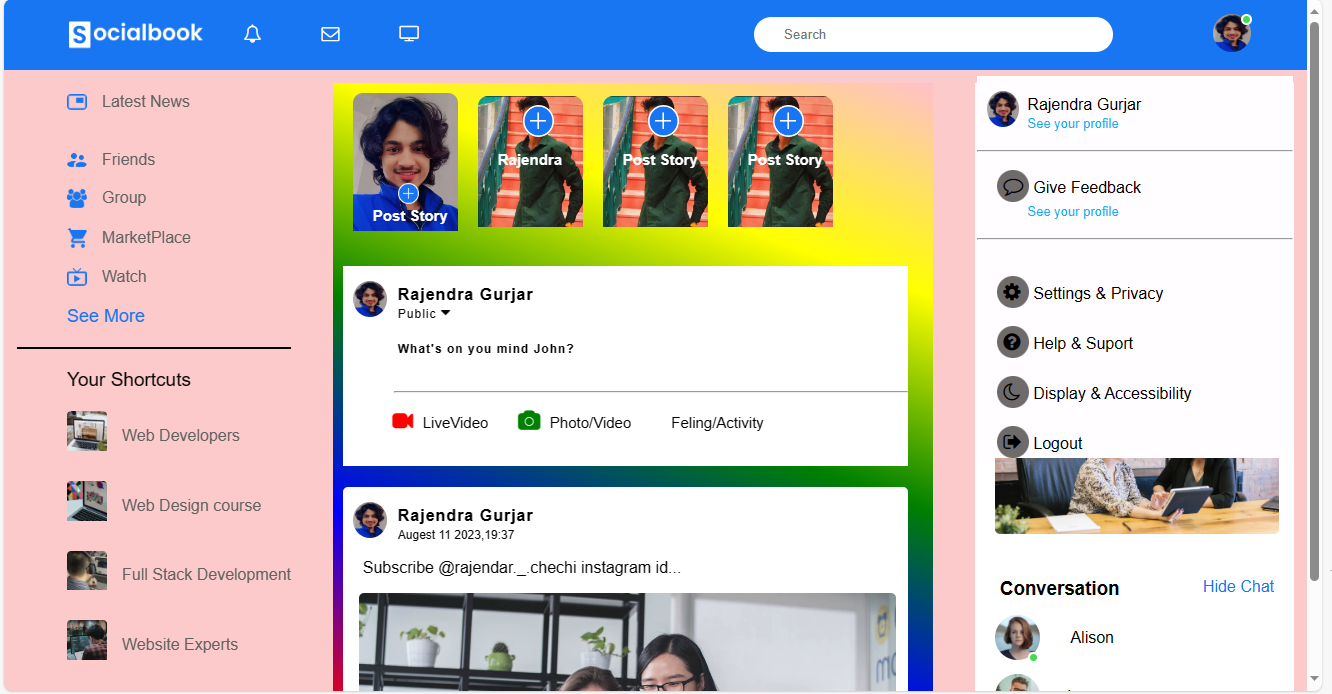 Socialbook
Search
Latest News
Friends
Group
MarketPlace
Watch
See More
Your Shortcuts
Web Developers
Web Design course
Full Stack Development
Website Experts
Post Story
Rajendra
Post Story
Post Story
Rajendra Gurjar
Public
What's on you mind John?
LiveVideo
Photo/Video
Feling/Activity
Rajendra Gurjar
Augest 11 2023,19:37
Subscribe @rajendar._.chechi instagram id...
Rajendra Gurjar
See your profile
Give Feedback
See your profile
Settings & Privacy
Help & Suport
Display & Accessibility
Logout
Conversation
Hide Chat
Alison